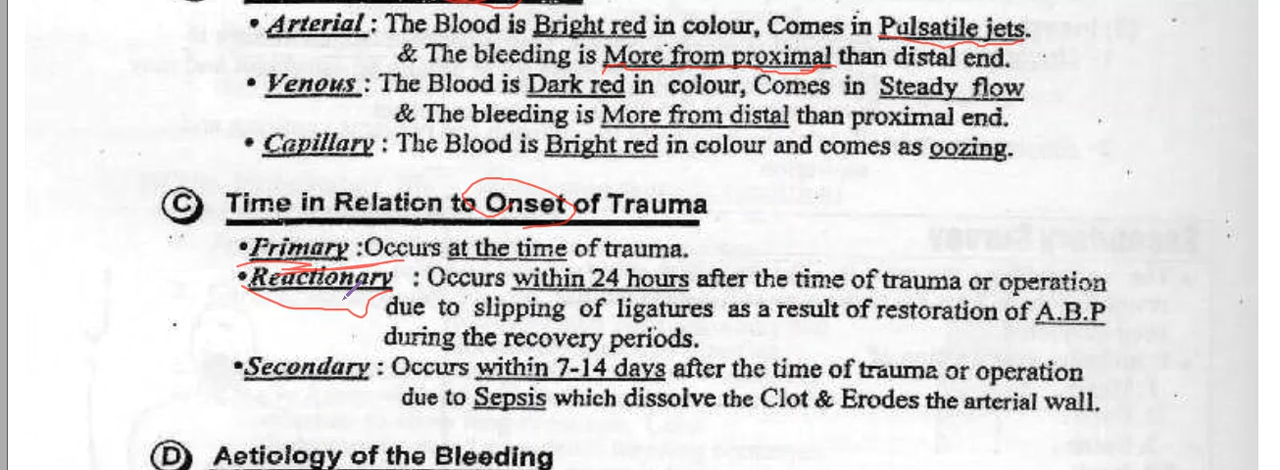 • Arterial : The Blood is Bright red in colour, Comes in Pulsatile jets.
& The bleeding is More from proximal than distal end.
• Venous : The Blood is Dark red in colour, Comes in Steady flow
& The bleeding is More from distal than proximal end.
• Capillary : The Blood is Bright red in colour and comes as oozing.
C Time in Relation to Onset of Trauma
•Primary :Occurs at the time of trauma.
•Reactionary : Occurs within 24 hours after the time of trauma or operation
due to slipping of ligatures as a result of restoration of A.B.P
during the recovery periods.
•Secondary : Occurs within 7-14 days after the time of trauma or operation
due to Sepsis which dissolve the Clot & Erodes the arterial wall.
D Aetiology of the Bleeding